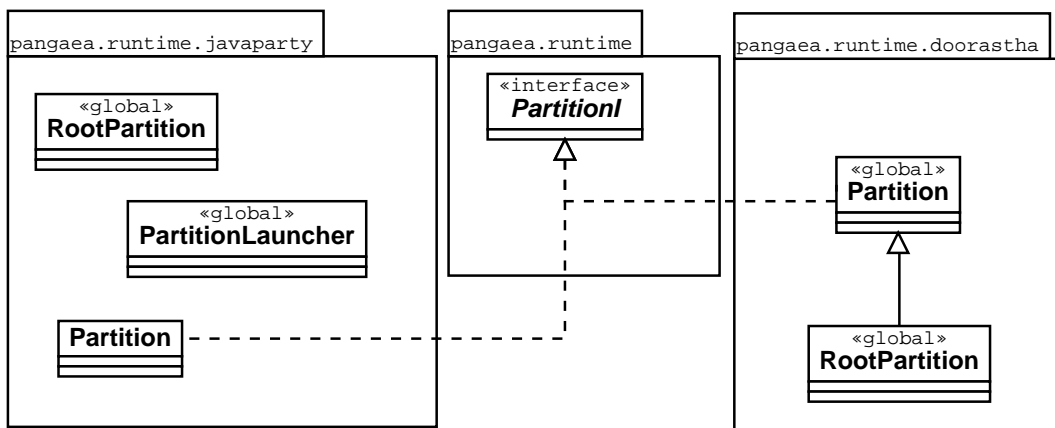 pangaea.runtime.javaparty
«global»
RootPartition
«global»
PartitionLauncher
Partition
pangaea.runtime
«interface»
PartitionI
pangaea.runtime.doorastha
«global»
Partition
«global»
RootPartition